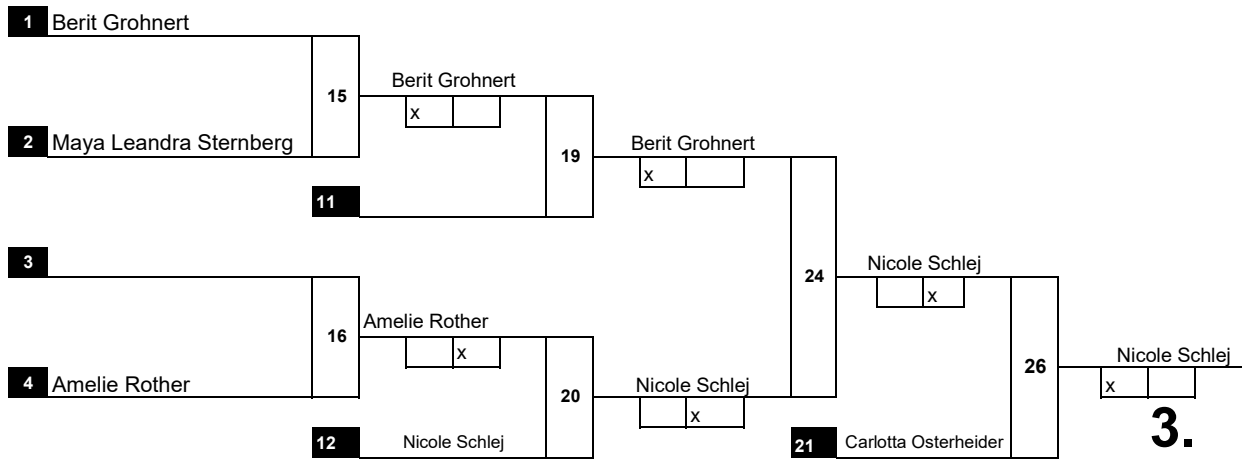 1 Berit Grohnert
Berit Grohnert
15
x
2 Maya Leandra Sternberg
Berit Grohnert
19
x
11
3
Nicole Schlej
24
x
Amelie Rother
16
x
Nicole Schlej
26
x
4 Amelie Rother
Nicole Schlej
20
x
3.
12 Nicole Schlej
21 Carlotta Osterheider